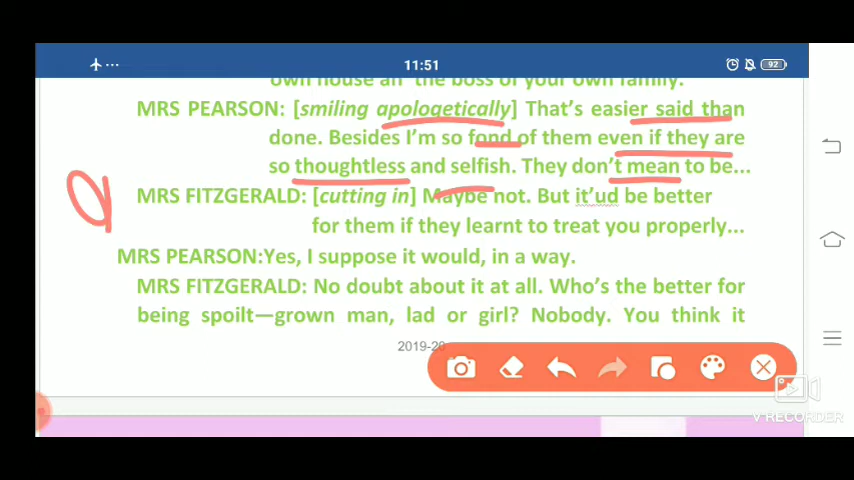 11:51
92
own house an' the boss of your own family.
MRS PEARSON: [smiling apologetically] That's easier said than
done. Besides I'm so fond of them even if they are
so thoughtless and selfish. They don't mean to be...
MRS FITZGERALD: [cutting in] Maybe not. But it'ud be better
for them if they learnt to treat you properly...
MRS PEARSON:Yes, I suppose it would, in a way.
MRS FITZGERALD: No doubt about it at all. Who's the better for
being spoilt—grown man, lad or girl? Nobody. You think it
2019-20
V RECORDER